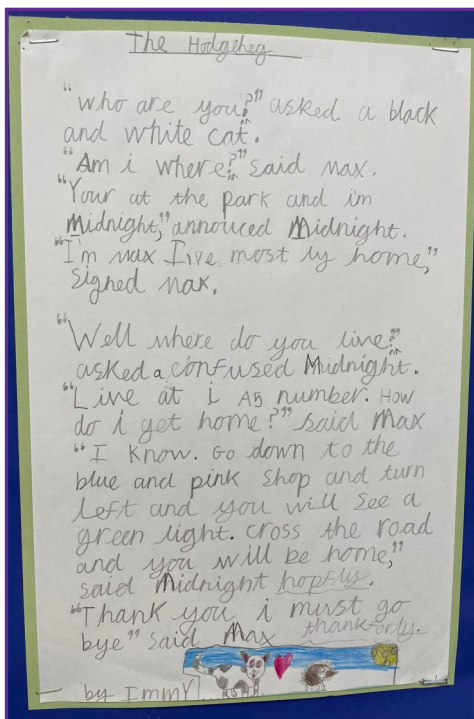 The Hodgeheg
"who are you?" asked a black
and white cat.
"Am i where?" said Max.
"Your at the park and im
Midnight," annouced Midnight.
"I'm Max I ive most ly home,"
Signed Max.
"Well where do you live?"
asked a confused Midnight.
"Live at i A5 number. How
do i get home?" said Max
"I know. Go down to the
blue and pink shop and turn
Left and you will see a
green light. Cross the road
and you will be home,"
said Midnight hopfly.
"Thank you i must go
bye" said Max thankforly.
by Immy